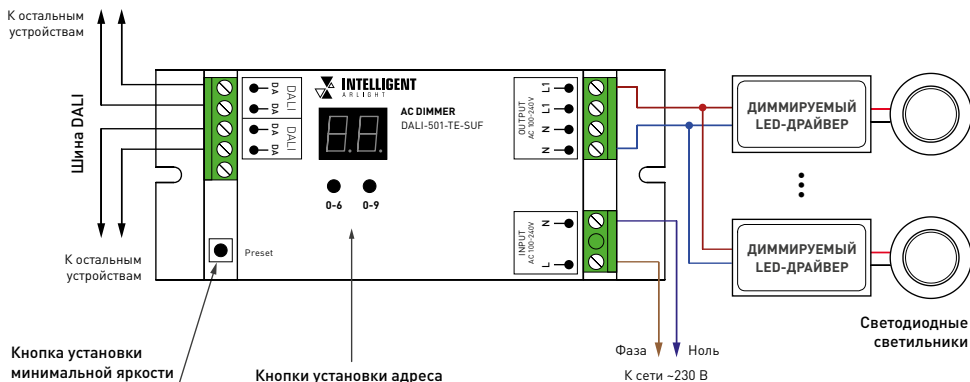 К остальным
устройствам
Шина DALI
К остальным
устройствам
DA
DA
DALI
DA
DA
DALI
Preset
INTELLIGENT
ARLIGHT
AC DIMMER
DALI-501-TE-SUF
0-6
0-9
OUTPUT
AC 100-240V
L1
L1
N
N
INPUT
AC 100-240V
N
L
ДИММИРУЕМЫЙ
LED-ДРАЙВЕР
ДИММИРУЕМЫЙ
LED-ДРАЙВЕР
Светодиодные
светильники
Фаза
Ноль
К сети ~230 В
Кнопка установки
минимальной яркости
Кнопки установки адреса